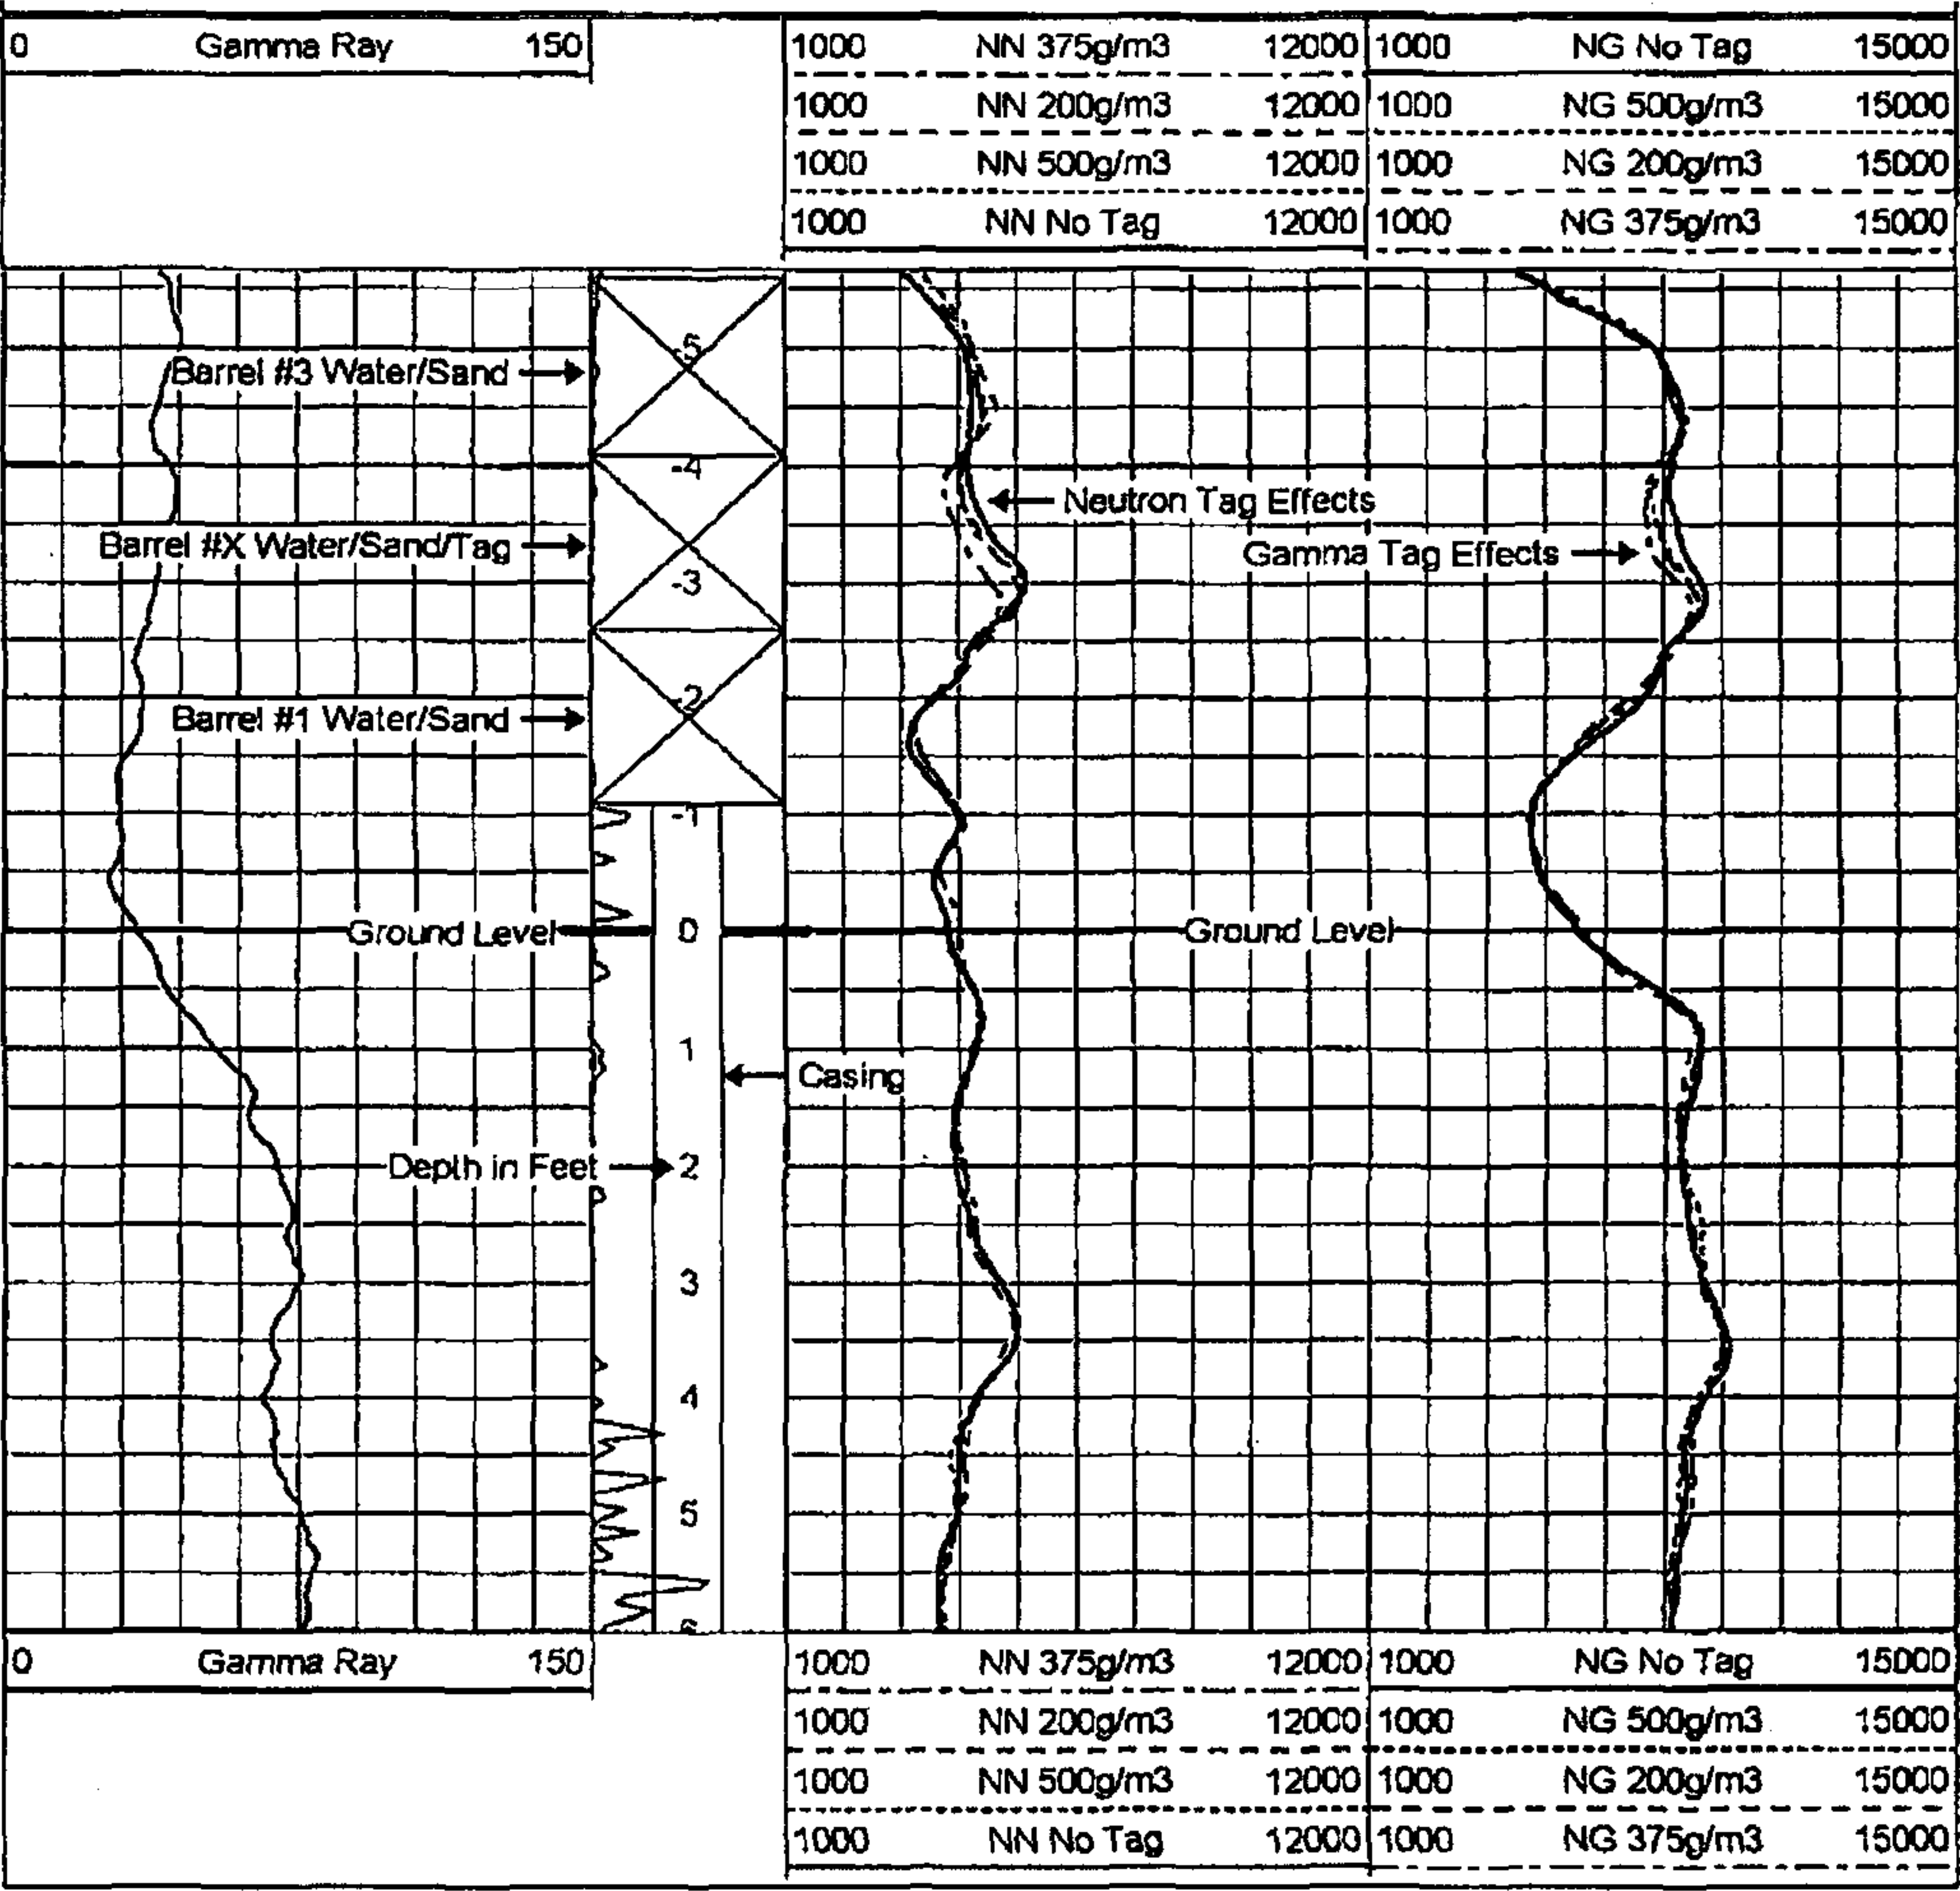 0 Gamma Ray 150 1000 NN 375g/m3 12000 1000 NG No Tag 15000
1000 NN 200g/m3 12000 1000 NG 500g/m3 15000
1000 NN 500g/m3 12000 1000 NG 200g/m3 15000
1000 NN No Tag 12000 1000 NG 375g/m3 15000
-5
Barrel #3 Water/Sand
-4
Neutron Tag Effects
Barrel #X Water/Sand/Tag
Gamma Tag Effects
-3
-2
Barrel #1 Water/Sand
-1
Ground Level 0 Ground Level
1
Casing
Depth in Feet 2
3
4
5
6
0 Gamma Ray 150 1000 NN 375g/m3 12000 1000 NG No Tag 15000
1000 NN 200g/m3 12000 1000 NG 500g/m3 15000
1000 NN 500g/m3 12000 1000 NG 200g/m3 15000
1000 NN No Tag 12000 1000 NG 375g/m3 15000